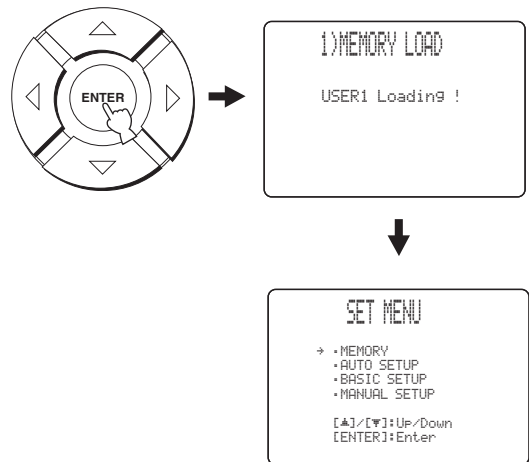 ENTER
1)MEMORY LOAD
USER1 Loading !
SET MENU
→ •MEMORY
•AUTO SETUP
•BASIC SETUP
•MANUAL SETUP
[▲]/[▼]:Up/Down
[ENTER]:Enter